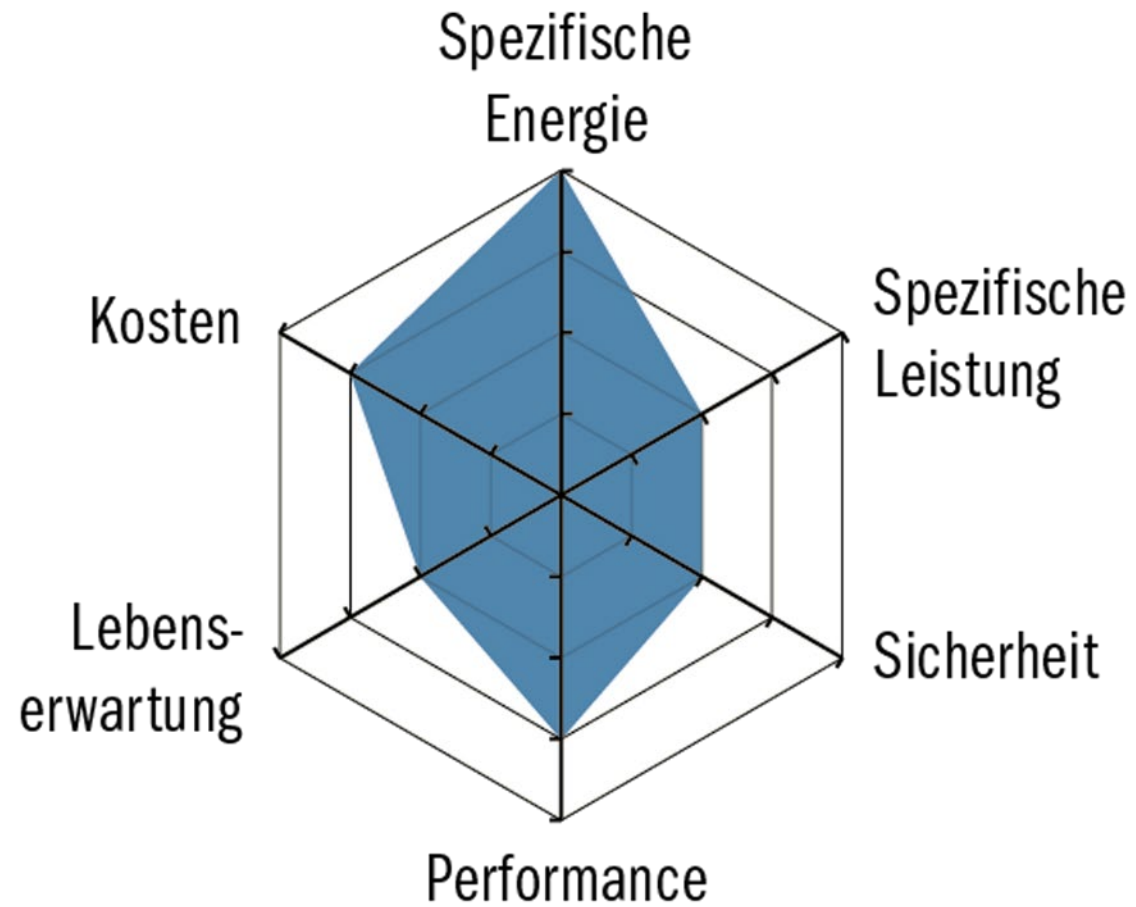 Spezifische
Energie
Spezifische
Leistung
Kosten
Lebens-
erwartung
Sicherheit
Performance